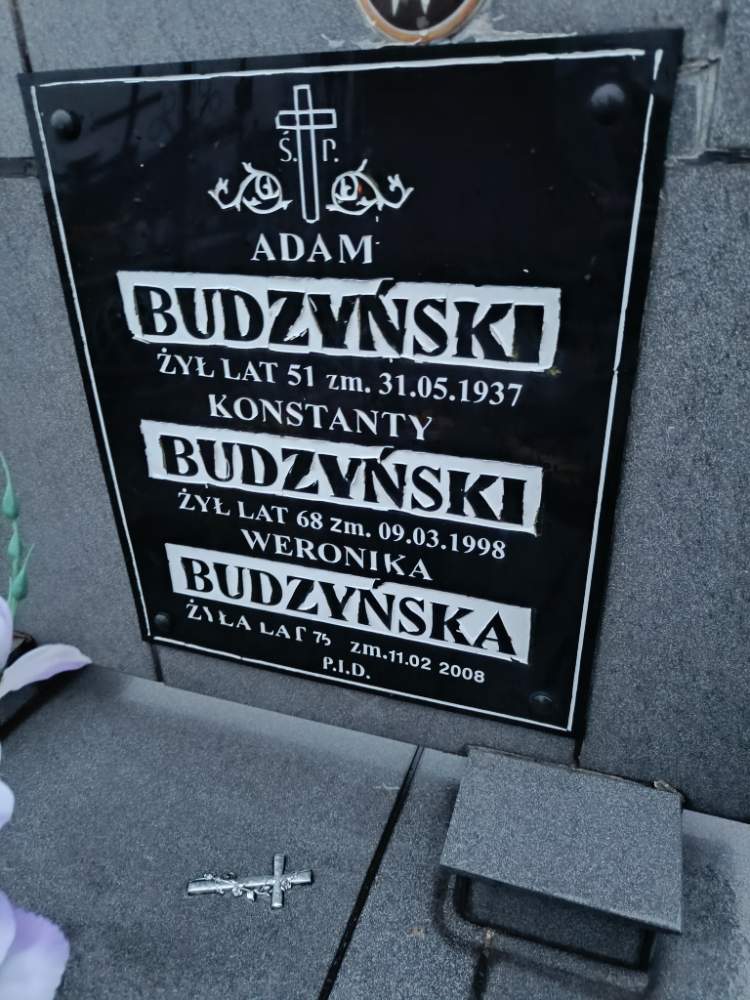 Ś. P.
ADAM
BUDZYŃSKI
ŻYŁ LAT 51 zm. 31.05.1937
KONSTANTY
BUDZYŃSKI
ŻYŁ LAT 68 zm. 09.03.1998
WERONIKA
BUDZYŃSKA
ŻYŁA LAT 75 zm.11.02 2008
P.I.D.